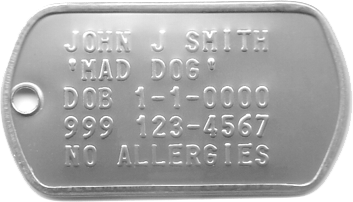 JOHN J SMITH
'MAD DOG'
DOB 1-1-0000
999 123-4567
NO ALLERGIES